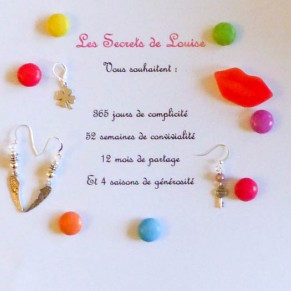 Les Secrets de Louise
Vous souhaitent :
365 jours de complicité
52 semaines de convivialité
12 mois de partage
Et 4 saisons de générosité